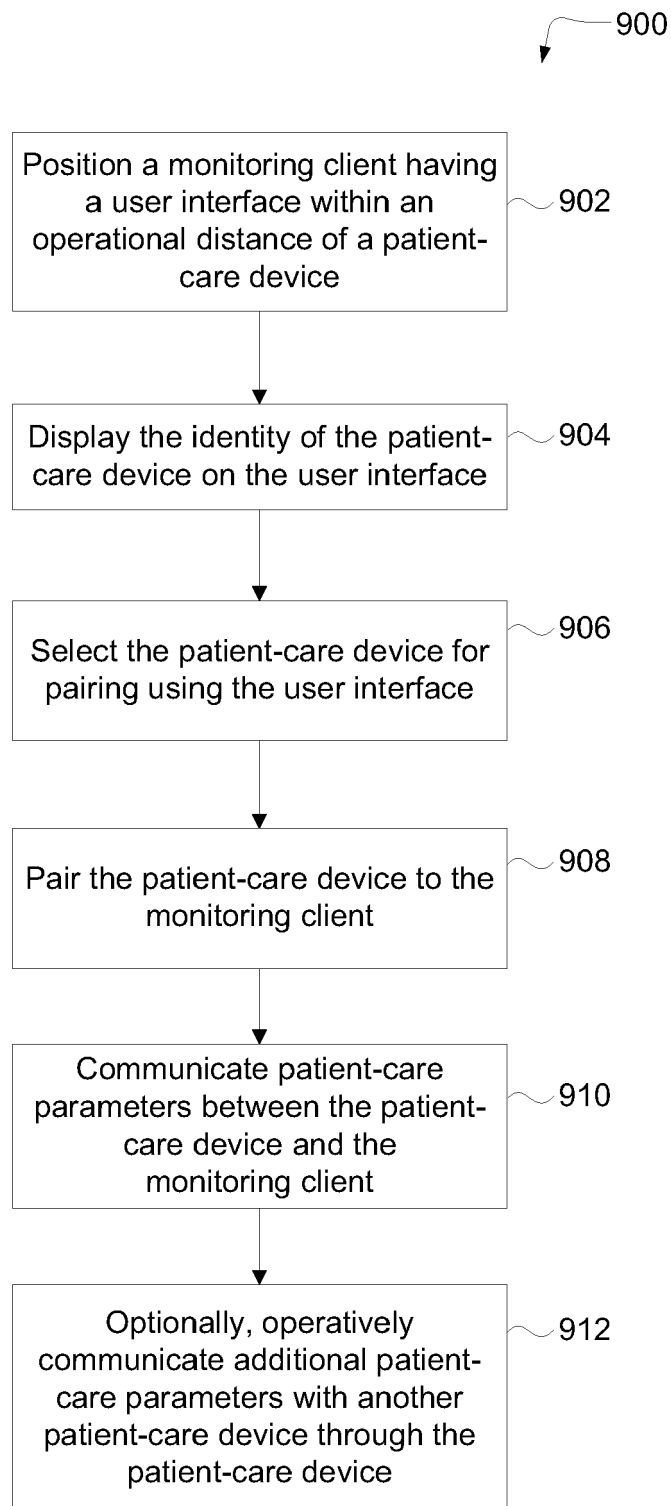 900
Position a monitoring client having
a user interface within an
operational distance of a patient-
care device
902
Display the identity of the patient-
care device on the user interface
904
Select the patient-care device for
pairing using the user interface
906
Pair the patient-care device to the
monitoring client
908
Communicate patient-care
parameters between the patient-
care device and the
monitoring client
910
Optionally, operatively
communicate additional patient-
care parameters with another
patient-care device through the
patient-care device
912